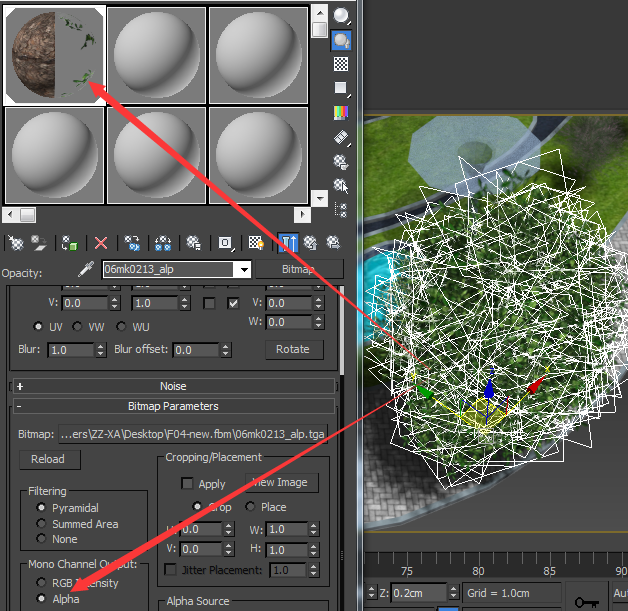 Opacity:
06mk0213_alp
Bitmap
V: 0.0 1.0 V: 0.0
W: 0.0
UV VW WU
Blur: 1.0 Blur offset: 0.0 Rotate
+ Noise
- Bitmap Parameters
Bitmap: ...ers\ZZ-XA\Desktop\F04-new.fbm\06mk0213_alp.tga
Reload
Cropping/Placement
Apply View Image
Crop Place
U: 0.0 W: 1.0
V: 0.0 H: 1.0
Jitter Placement: 1.0
Filtering
Pyramidal
Summed Area
None
Mono Channel Output:
RGB Intensity
Alpha
Alpha Source
75 80 85 90
Z: 0.2cm Grid = 1.0cm